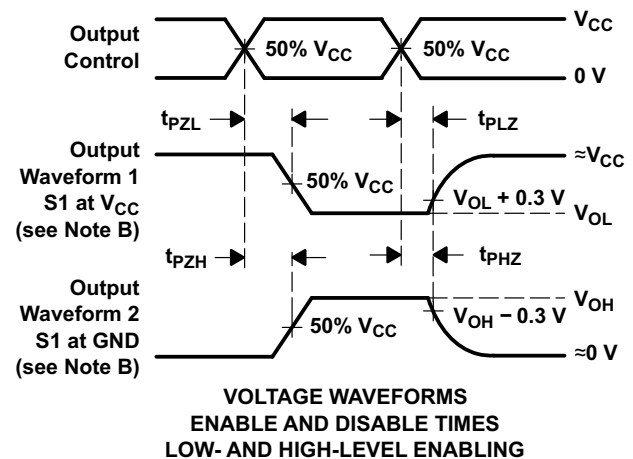 Output
Control
50% VCC
50% VCC
VCC
0 V
tPZL
tPLZ
Output
Waveform 1
S1 at VCC
(see Note B)
50% VCC
≈VCC
VOL + 0.3 V
VOL
tPZH
tPHZ
Output
Waveform 2
S1 at GND
(see Note B)
50% VCC
VOH
VOH − 0.3 V
≈0 V
VOLTAGE WAVEFORMS
ENABLE AND DISABLE TIMES
LOW- AND HIGH-LEVEL ENABLING